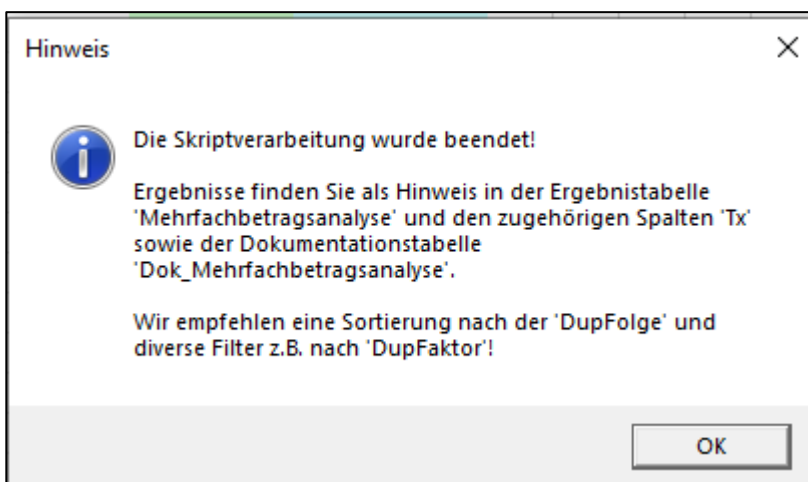 Hinweis
Die Skriptverarbeitung wurde beendet!
Ergebnisse finden Sie als Hinweis in der Ergebnistabelle
'Mehrfachbetragsanalyse' und den zugehörigen Spalten 'Tx'
sowie der Dokumentationstabelle
'Dok_Mehrfachbetragsanalyse'.
Wir empfehlen eine Sortierung nach der 'DupFolge' und
diverse Filter z.B. nach 'DupFaktor'!
OK